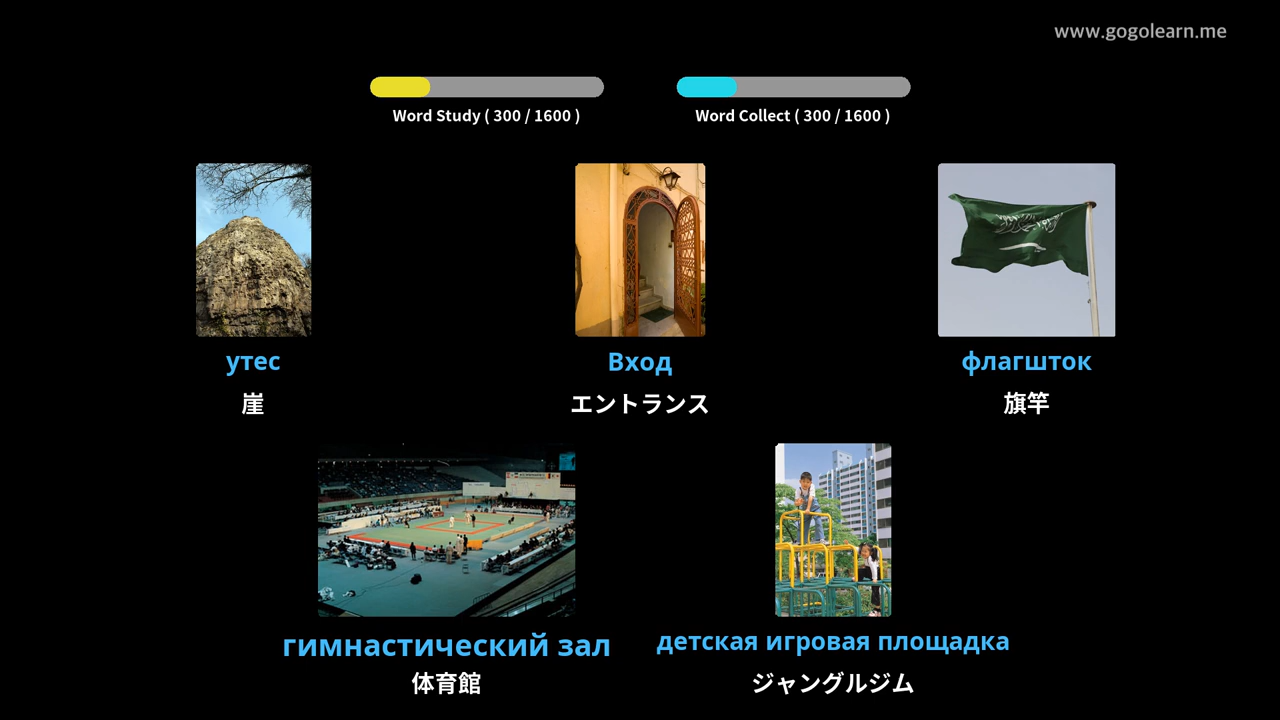 www.gogolearn.me
Word Study ( 300 / 1600 )
Word Collect ( 300 / 1600 )
утес
Вход
флагшток
崖
エントランス
旗竿
гимнастический зал
детская игровая площадка
体育館
ジャングルジム